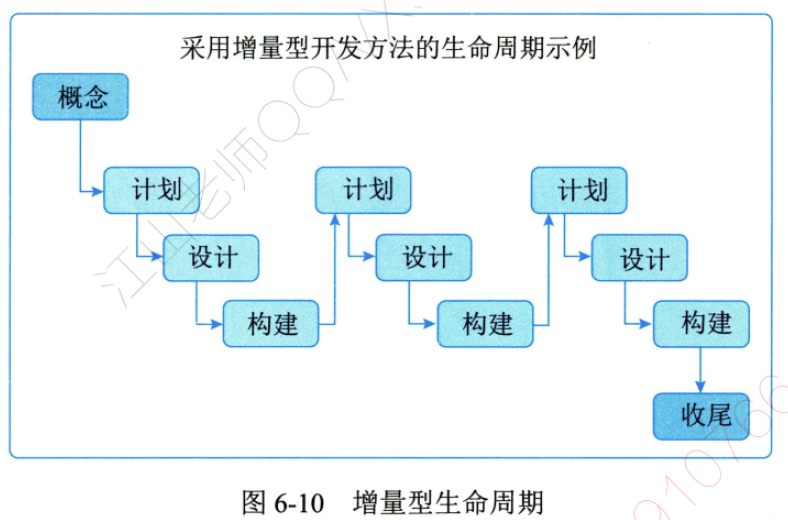 采用增量型开发方法的生命周期示例
概念
计划
计划
计划
设计
设计
设计
构建
构建
构建
收尾
图 6-10 增量型生命周期
江山老师QQ/VX:
910766